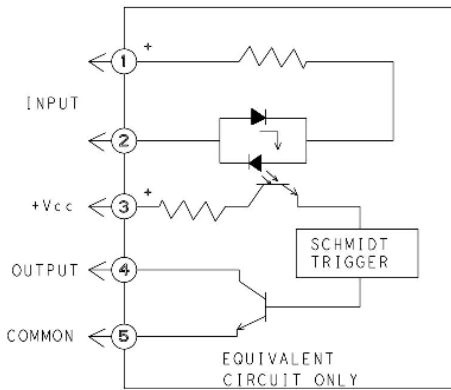 1 +
INPUT
2
+Vcc 3 +
SCHMIDT
TRIGGER
OUTPUT 4
COMMON 5
EQUIVALENT
CIRCUIT ONLY